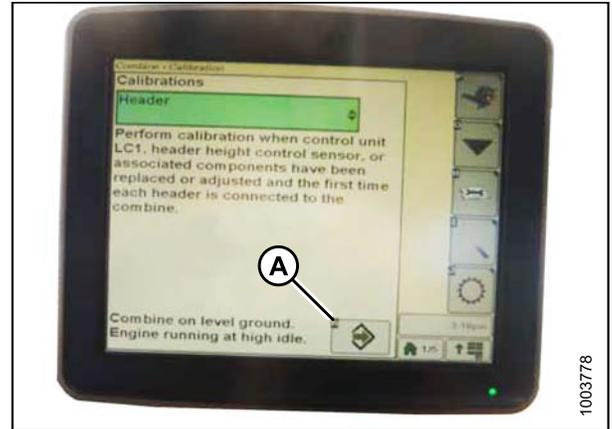 Combine - Calibration
Calibrations
Header
Perform calibration when control unit
LC1, header height control sensor, or
associated components have been
replaced or adjusted and the first time
each header is connected to the
combine.
A
Combine on level ground.
Engine running at high idle.
1/5
1003778